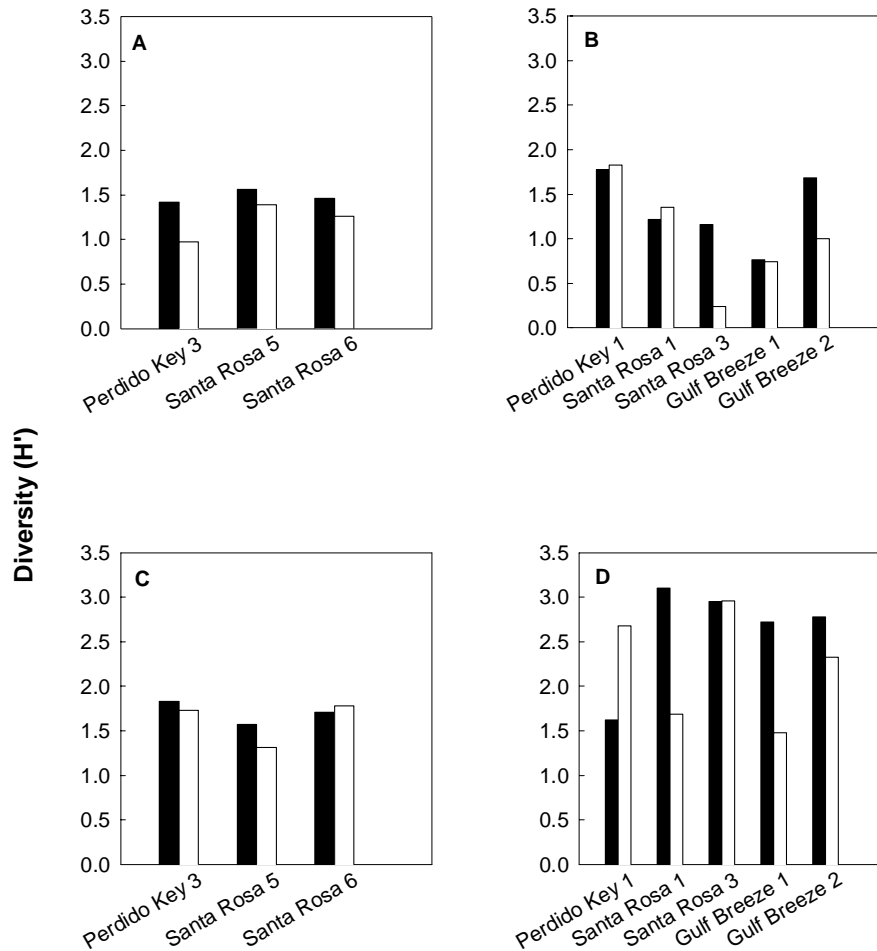 Diversity (H')
A
3.5
3.0
2.5
2.0
1.5
1.0
0.5
0.0
Perdido Key 3
Santa Rosa 5
Santa Rosa 6
B
3.5
3.0
2.5
2.0
1.5
1.0
0.5
0.0
Perdido Key 1
Santa Rosa 1
Santa Rosa 3
Gulf Breeze 1
Gulf Breeze 2
C
3.5
3.0
2.5
2.0
1.5
1.0
0.5
0.0
Perdido Key 3
Santa Rosa 5
Santa Rosa 6
D
3.5
3.0
2.5
2.0
1.5
1.0
0.5
0.0
Perdido Key 1
Santa Rosa 1
Santa Rosa 3
Gulf Breeze 1
Gulf Breeze 2